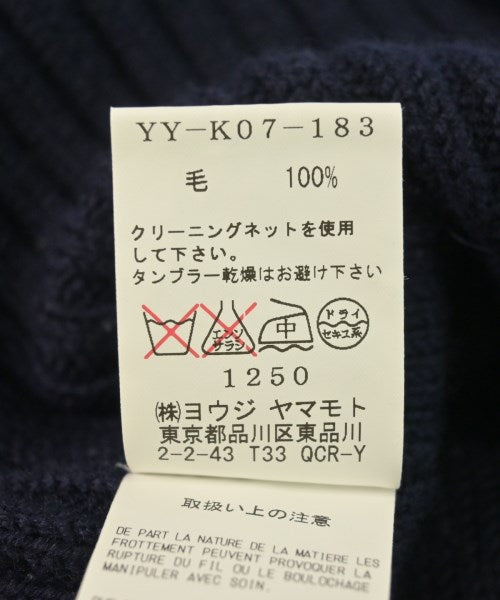 YY-K07-183
毛 100%
クリーニングネットを使用
して下さい。
タンブラー乾燥はお避け下さい
エンソ
サラシ
中
ドライ
セキユ系
1250
㈱ヨウジ ヤマモト
東京都品川区東品川
2-2-43 T33 QCR-Y
取扱い上の注意
DE PART LA NATURE DE LA MATIERE LES
FROTTEMENT PEUVENT PROVOQUER LA
RUPTURE DU FIL OU LE BOULOCHAGE
MANIPULER AVEC SOIN.